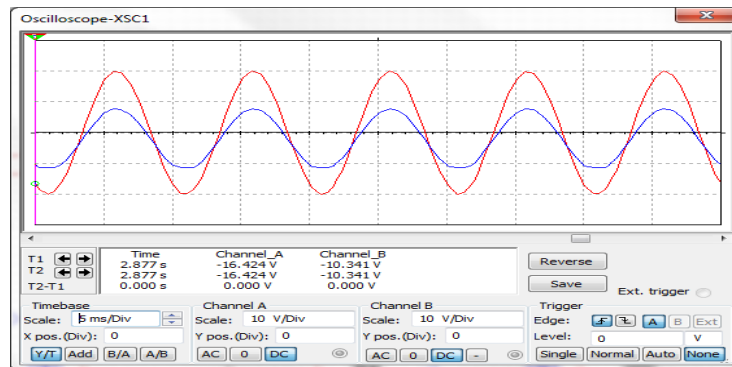 Oscilloscope-XSC1
Time Channel_A Channel_B
T1 2.877 s -16.424 V -10.341 V
T2 2.877 s -16.424 V -10.341 V
T2-T1 0.000 s 0.000 V 0.000 V
Reverse
Save
Ext. trigger
Timebase
Scale: 5 ms/Div
X pos.(Div): 0
Y/T Add B/A A/B
Channel A
Scale: 10 V/Div
Y pos.(Div): 0
AC 0 DC
Channel B
Scale: 10 V/Div
Y pos.(Div): 0
AC 0 DC -
Trigger
Edge: A B Ext
Level: 0 V
Single Normal Auto None